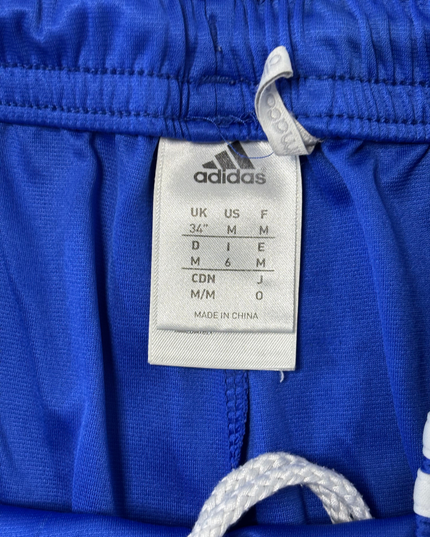 adidas
UK US F
34" M M
D I E
M 6 M
CDN J
M/M O
MADE IN CHINA